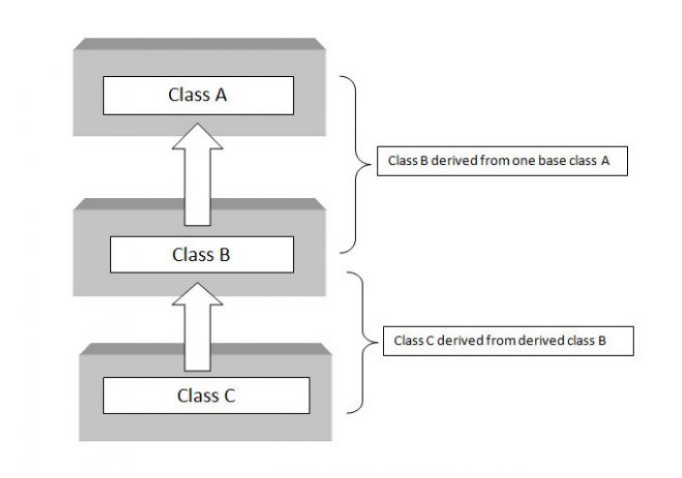 Class A
Class B derived from one base class A
Class B
Class C derived from derived class B
Class C